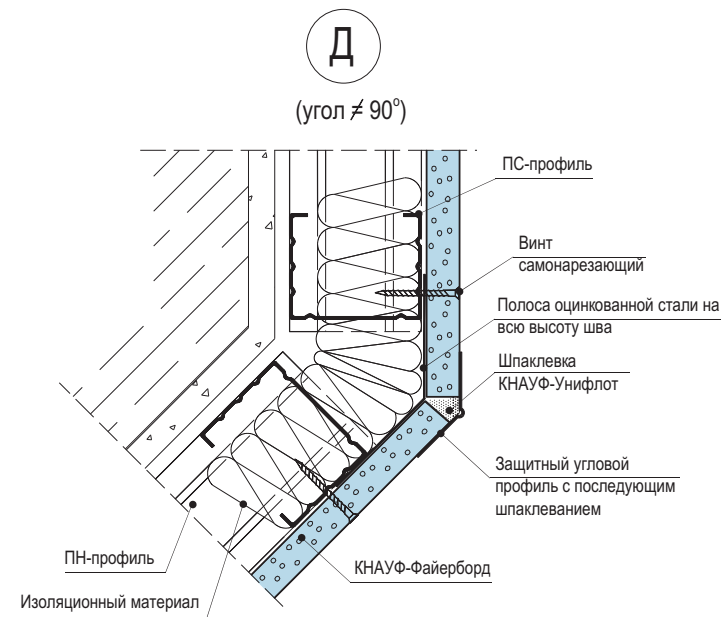 Д
(угол ≠ 90°)
ПС-профиль
Винт
самонарезающий
Полоса оцинкованной стали на
всю высоту шва
Шпаклевка
КНАУФ-Унифлот
Защитный угловой
профиль с последующим
шпаклеванием
ПН-профиль
КНАУФ-Файерборд
Изоляционный материал